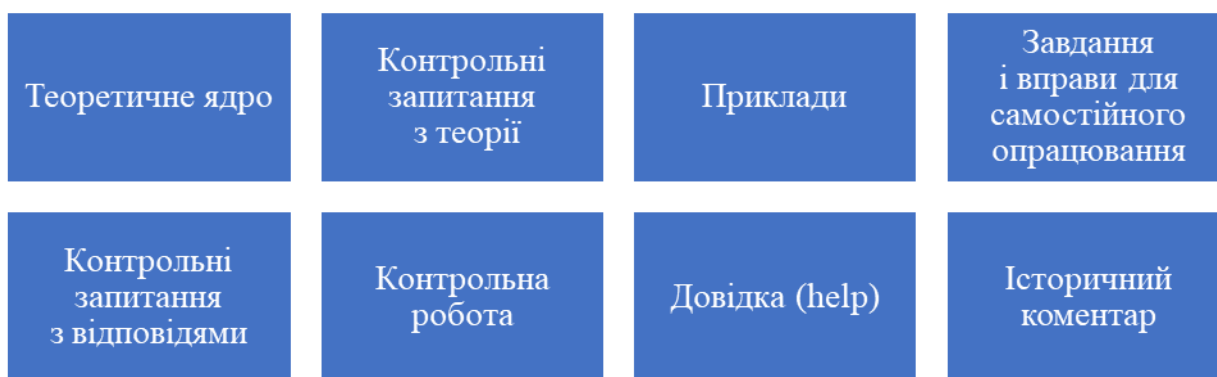 Теоретичне ядро
Контрольні
запитання
з теорії
Приклади
Завдання
і вправи для
самостійного
опрацювання
Контрольні
запитання
з відповідями
Контрольна
робота
Довідка (help)
Історичний
коментар